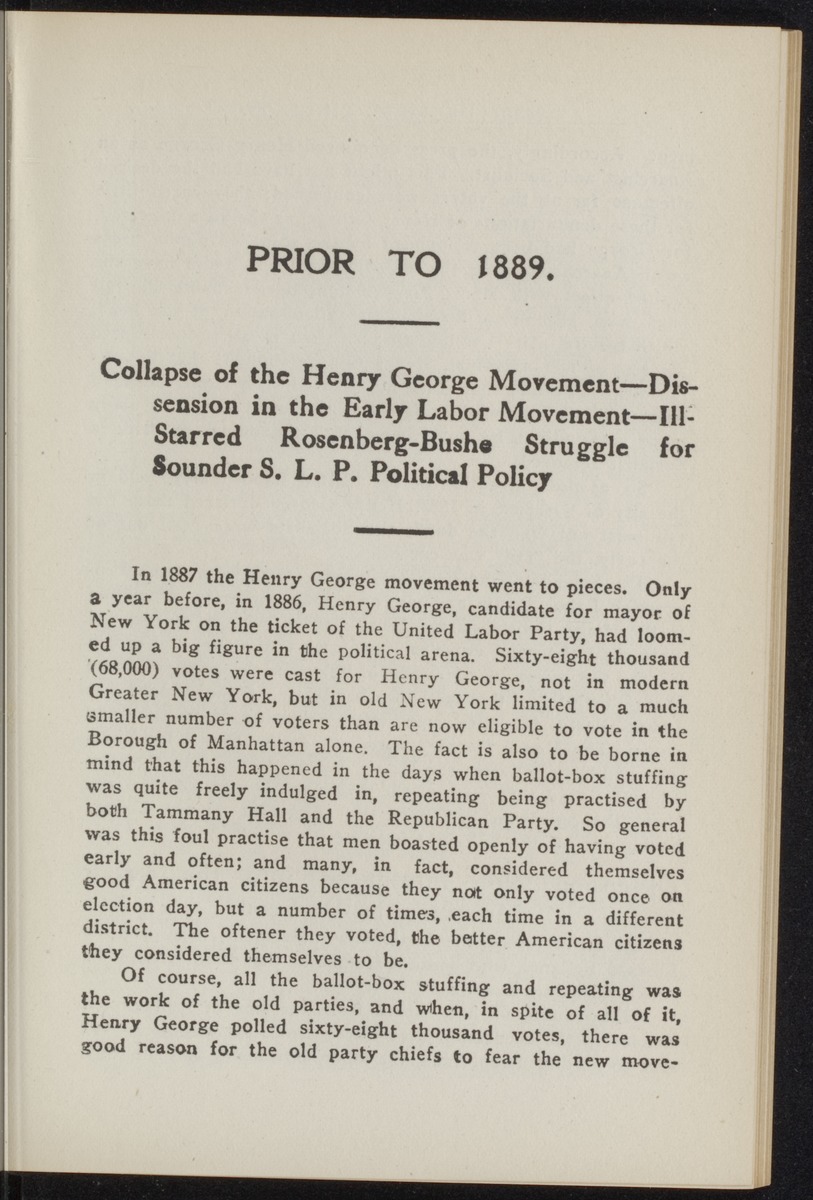 PRIOR TO 1889.
Collapse of the Henry George Movement—Dis-
sension in the Early Labor Movement—Ill-
Starred Rosenberg-Bushe Struggle for
Sounder S. L. P. Political Policy
In 1887 the Henry George movement went to pieces. Only
a year before, in 1886, Henry George, candidate for mayor of
New York on the ticket of the United Labor Party, had loom-
ed up a big figure in the political arena. Sixty-eight thousand
(68,000) votes were cast for Henry George, not in modern
Greater New York, but in old New York limited to a much
smaller number of voters than are now eligible to vote in the
Borough of Manhattan alone. The fact is also to be borne in
mind that this happened in the days when ballot-box stuffing
was quite freely indulged in, repeating being practised by
both Tammany Hall and the Republican Party. So general
was this foul practise that men boasted openly of having voted
early and often; and many, in fact, considered themselves
good American citizens because they not only voted once on
election day, but a number of times, each time in a different
district. The oftener they voted, the better American citizens
they considered themselves to be.
Of course, all the ballot-box stuffing and repeating was
the work of the old parties, and when, in spite of all of it,
Henry George polled sixty-eight thousand votes, there was
good reason for the old party chiefs to fear the new move-